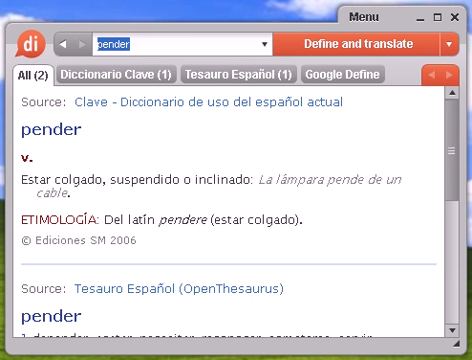 Menu
di
pender
Define and translate
All (2)
Diccionario Clave (1)
Tesauro Español (1)
Google Define
Source: Clave - Diccionario de uso del español actual
pender
v.
Estar colgado, suspendido o inclinado: La lámpara pende de un
cable.
ETIMOLOGÍA: Del latín pendere (estar colgado).
© Ediciones SM 2006
Source: Tesauro Español (OpenThesaurus)
pender